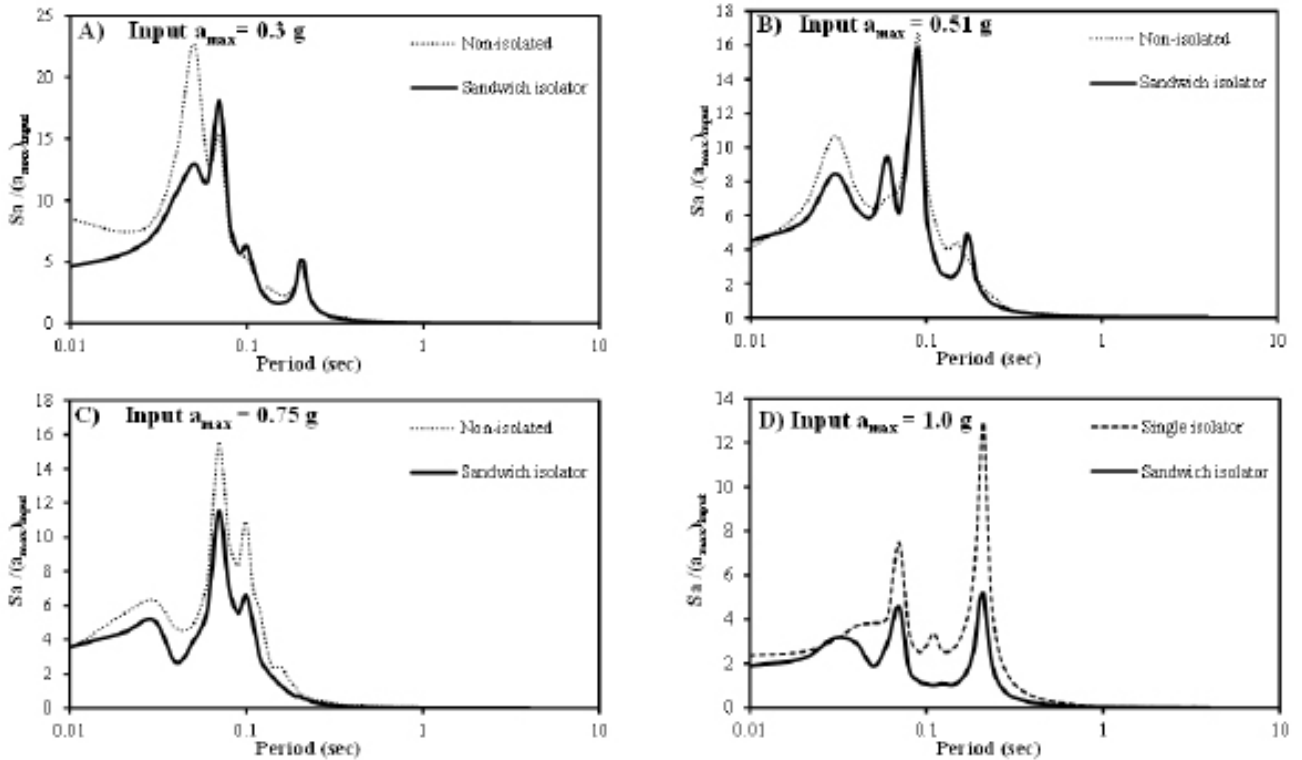 A) Input amax = 0.3 g
Non-isolated
Sandwich isolator
Sa /(amax)input
25
20
15
10
5
0
0.01 0.1 1 10
Period (sec)
B) Input amax = 0.51 g
Non-isolated
Sandwich isolator
Sa /(amax)input
18
16
14
12
10
8
6
4
2
0
0.01 0.1 1 10
Period (sec)
C) Input amax = 0.75 g
Non-isolated
Sandwich isolator
Sa /(amax)input
18
16
14
12
10
8
6
4
2
0
0.01 0.1 1 10
Period (sec)
D) Input amax = 1.0 g
Single isolator
Sandwich isolator
Sa /(amax)input
14
12
10
8
6
4
2
0
0.01 0.1 1 10
Period (sec)